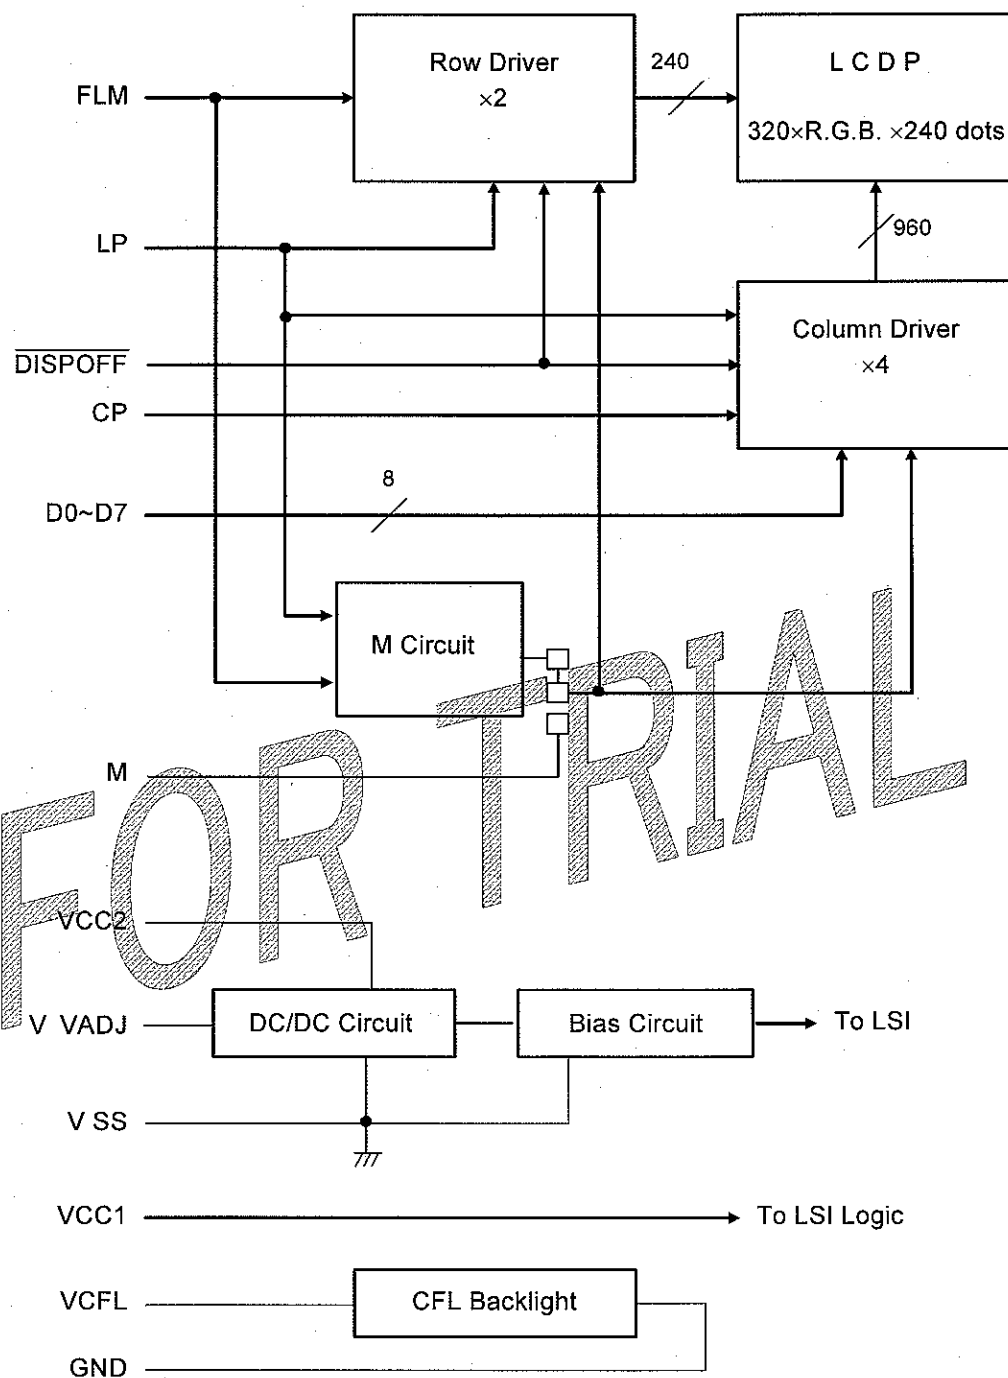 FLM
Row Driver
×2
240
L C D P
320×R.G.B. ×240 dots
LP
960
Column Driver
×4
DISPOFF
CP
8
D0~D7
M Circuit
M
FOR TRIAL
VCC2
V VADJ
DC/DC Circuit
Bias Circuit
To LSI
V SS
VCC1
To LSI Logic
VCFL
CFL Backlight
GND